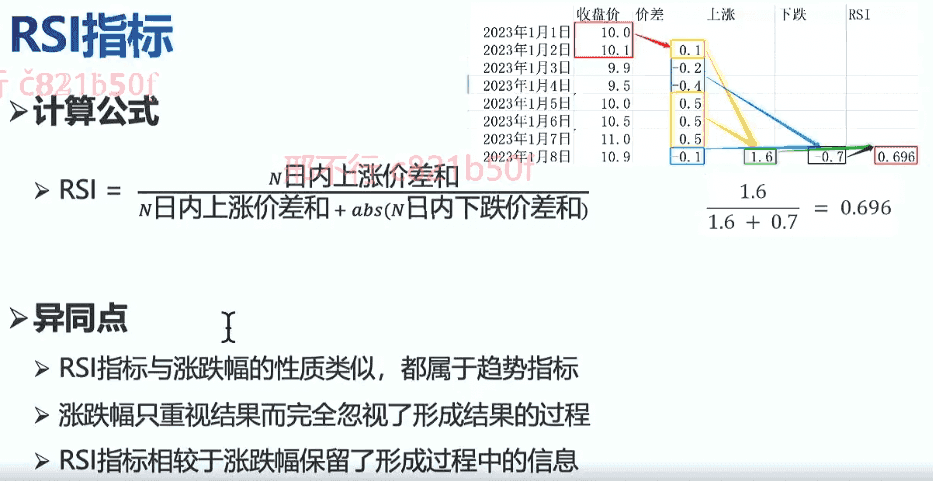 RSI指标
行 c821b50f
计算公式
RSI = N日内上涨价差和 / N日内上涨价差和 + abs(N日内下跌价差和)
邢不行 c821b50f
收盘价 价差 上涨 下跌 RSI
2023年1月1日 10.0
2023年1月2日 10.1 0.1
2023年1月3日 9.9 -0.2
2023年1月4日 9.5 -0.4
2023年1月5日 10.0 0.5
2023年1月6日 10.5 0.5
2023年1月7日 11.0 0.5
2023年1月8日 10.9 -0.1 1.6 -0.7 0.696
1.6 / 1.6 + 0.7 = 0.696
异同点
RSI指标与涨跌幅的性质类似，都属于趋势指标
涨跌幅只重视结果而完全忽视了形成结果的过程
RSI指标相较于涨跌幅保留了形成过程中的信息